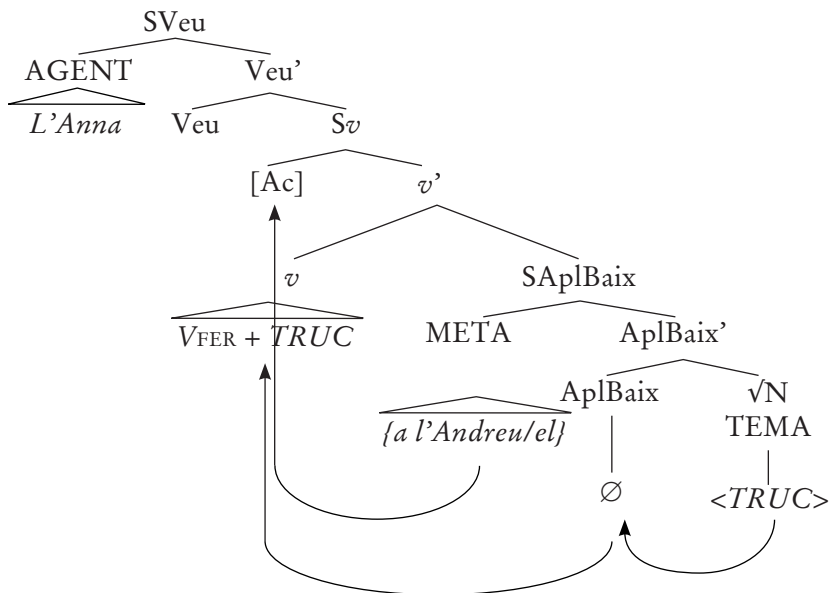 SVeu
AGENT Veu’
L’Anna Veu Sv
[Ac] v’
v SAplBaix
VFER + TRUC META AplBaix’
AplBaix √N
{a l’Andreu/el} TEMA
∅ <TRUC>